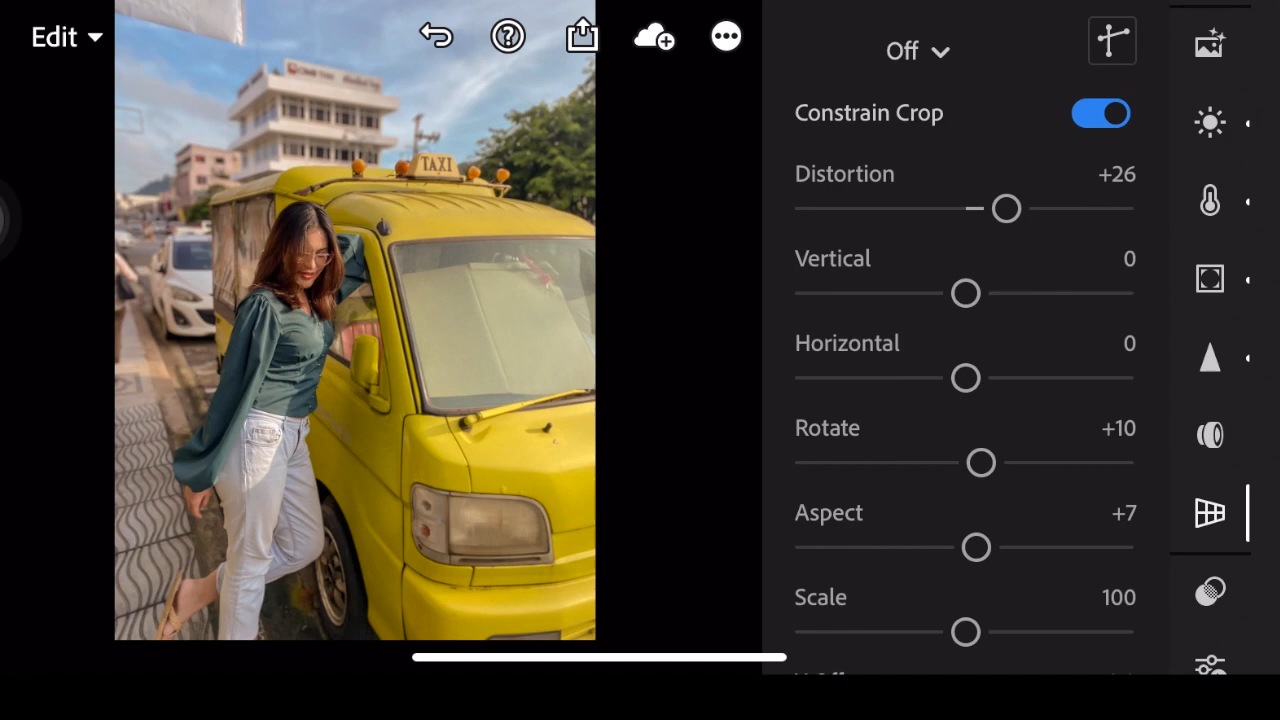 Edit
TAXI
Off
Constrain Crop
Distortion +26
Vertical 0
Horizontal 0
Rotate +10
Aspect +7
Scale 100